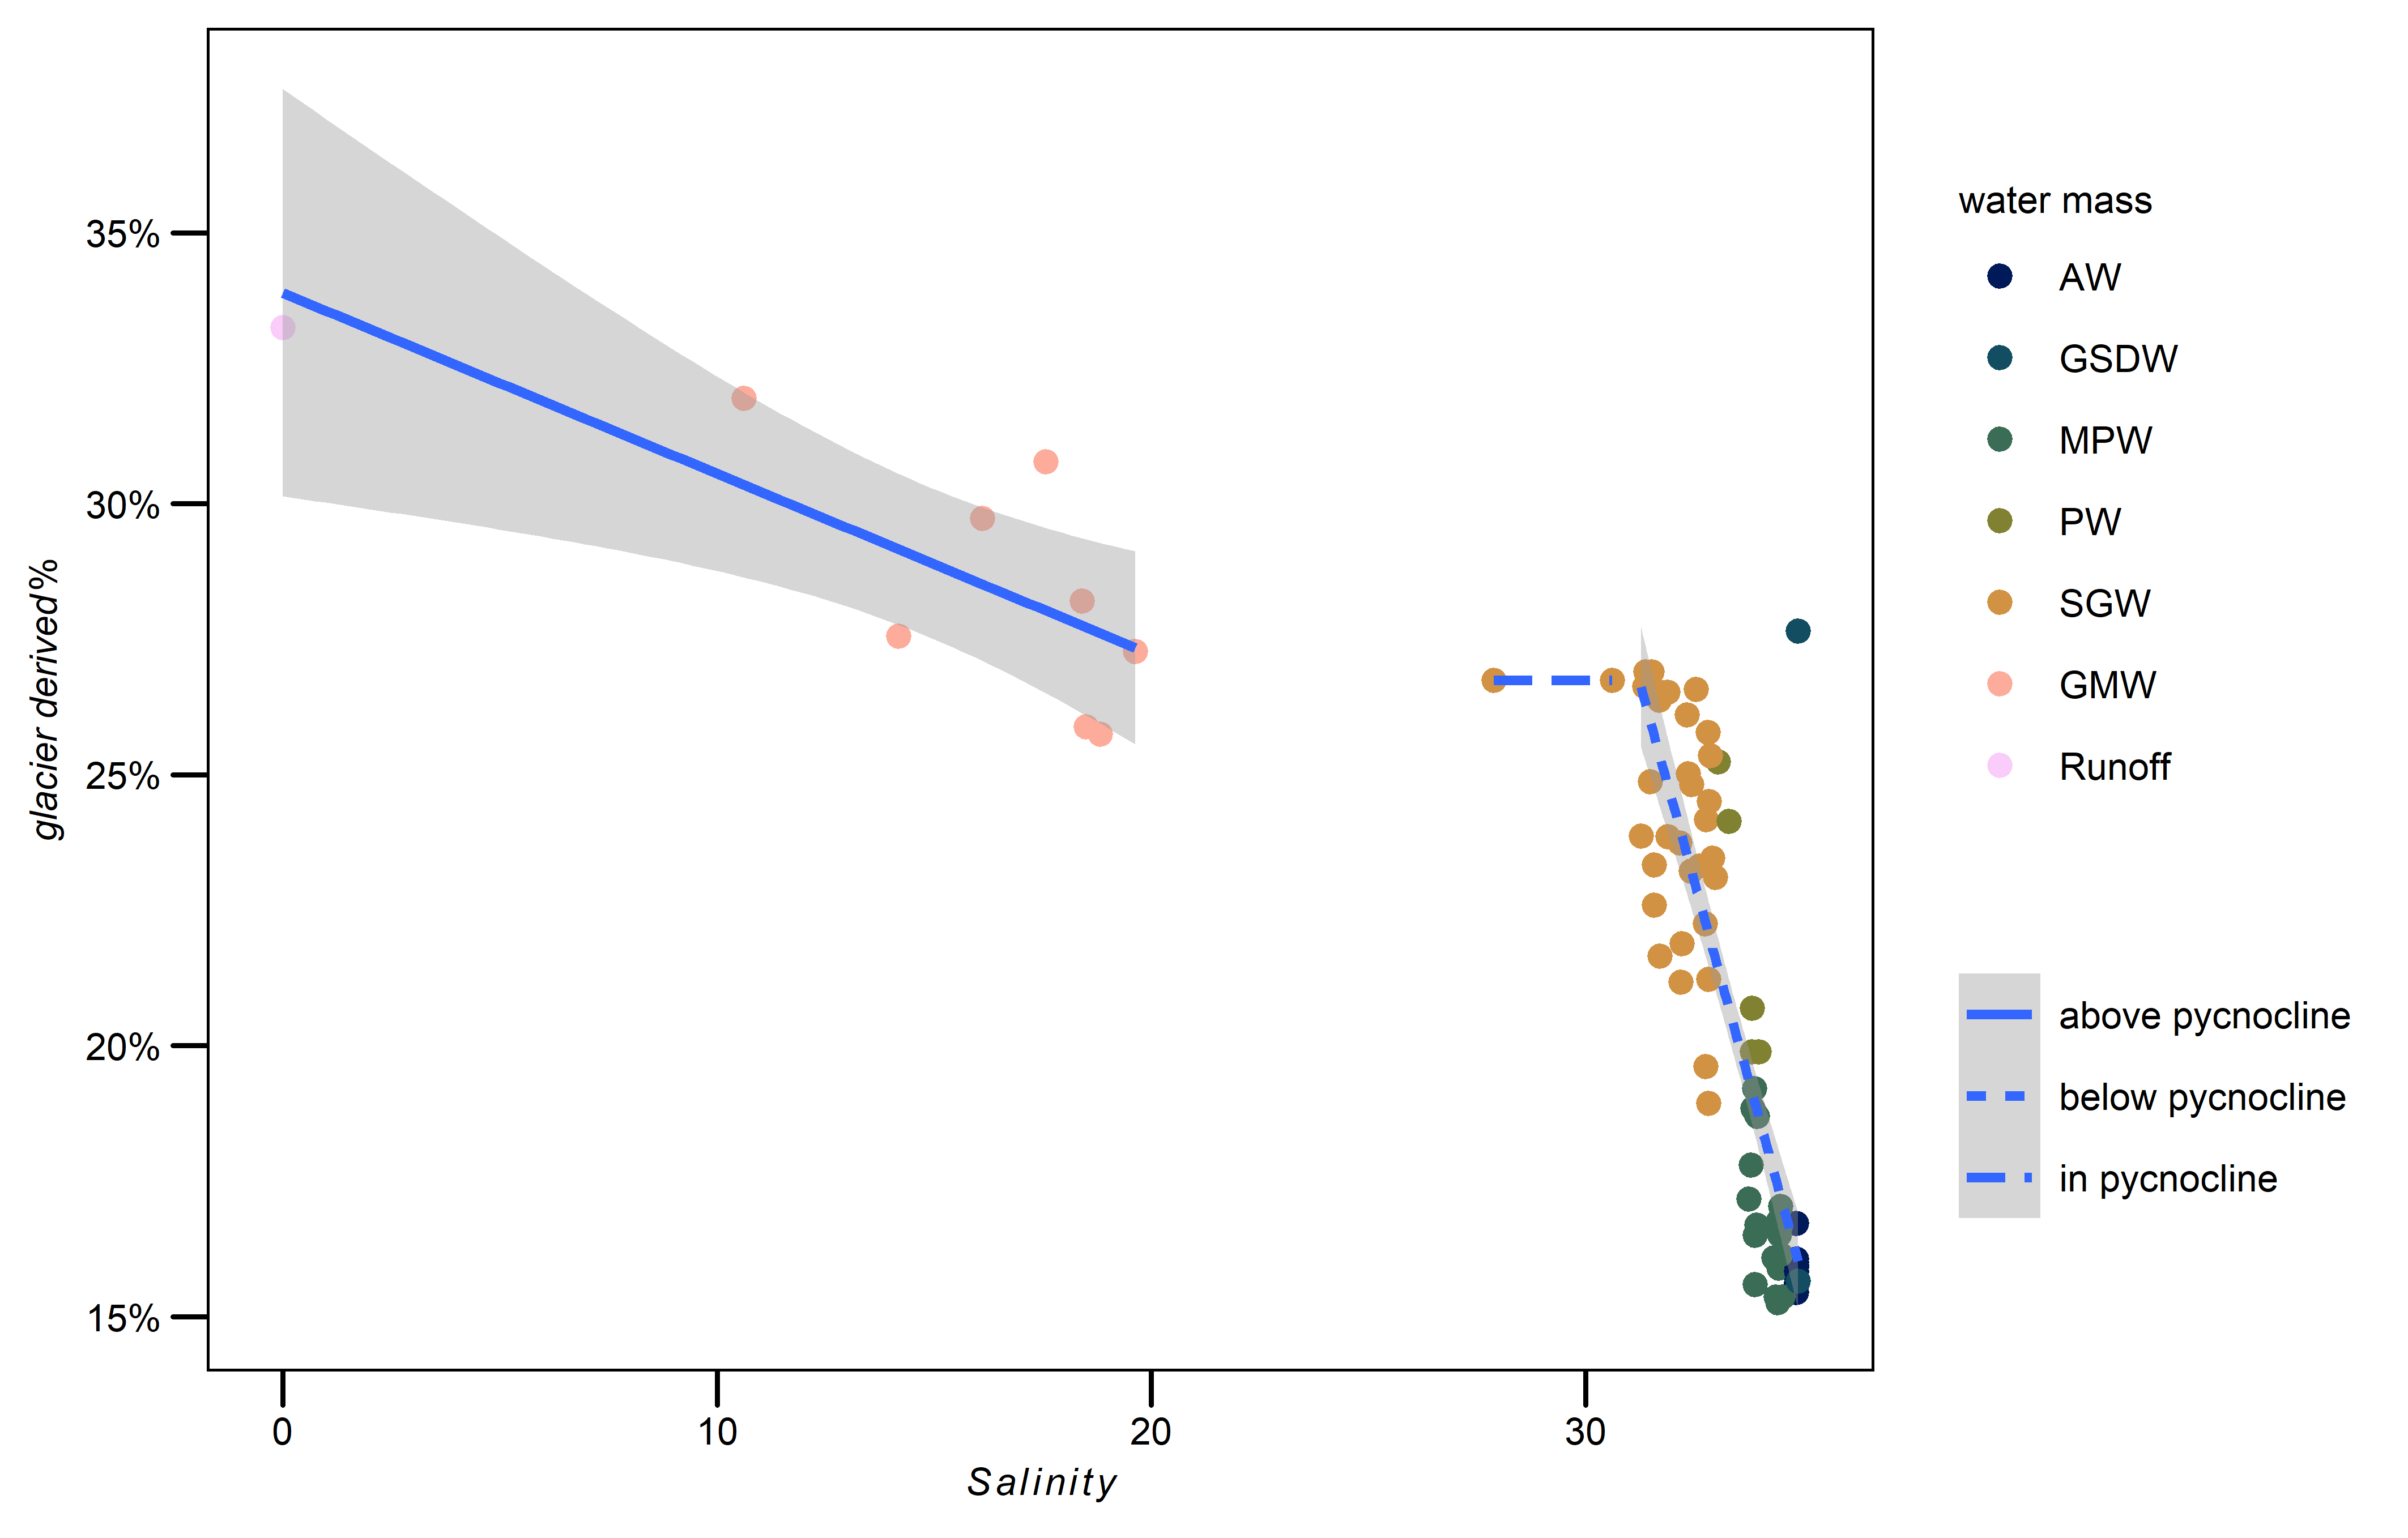 35%
30%
25%
20%
15%
glacier derived%
0
10
20
30
Salinity
water mass
AW
GSDW
MPW
PW
SGW
GMW
Runoff
above pycnocline
below pycnocline
in pycnocline